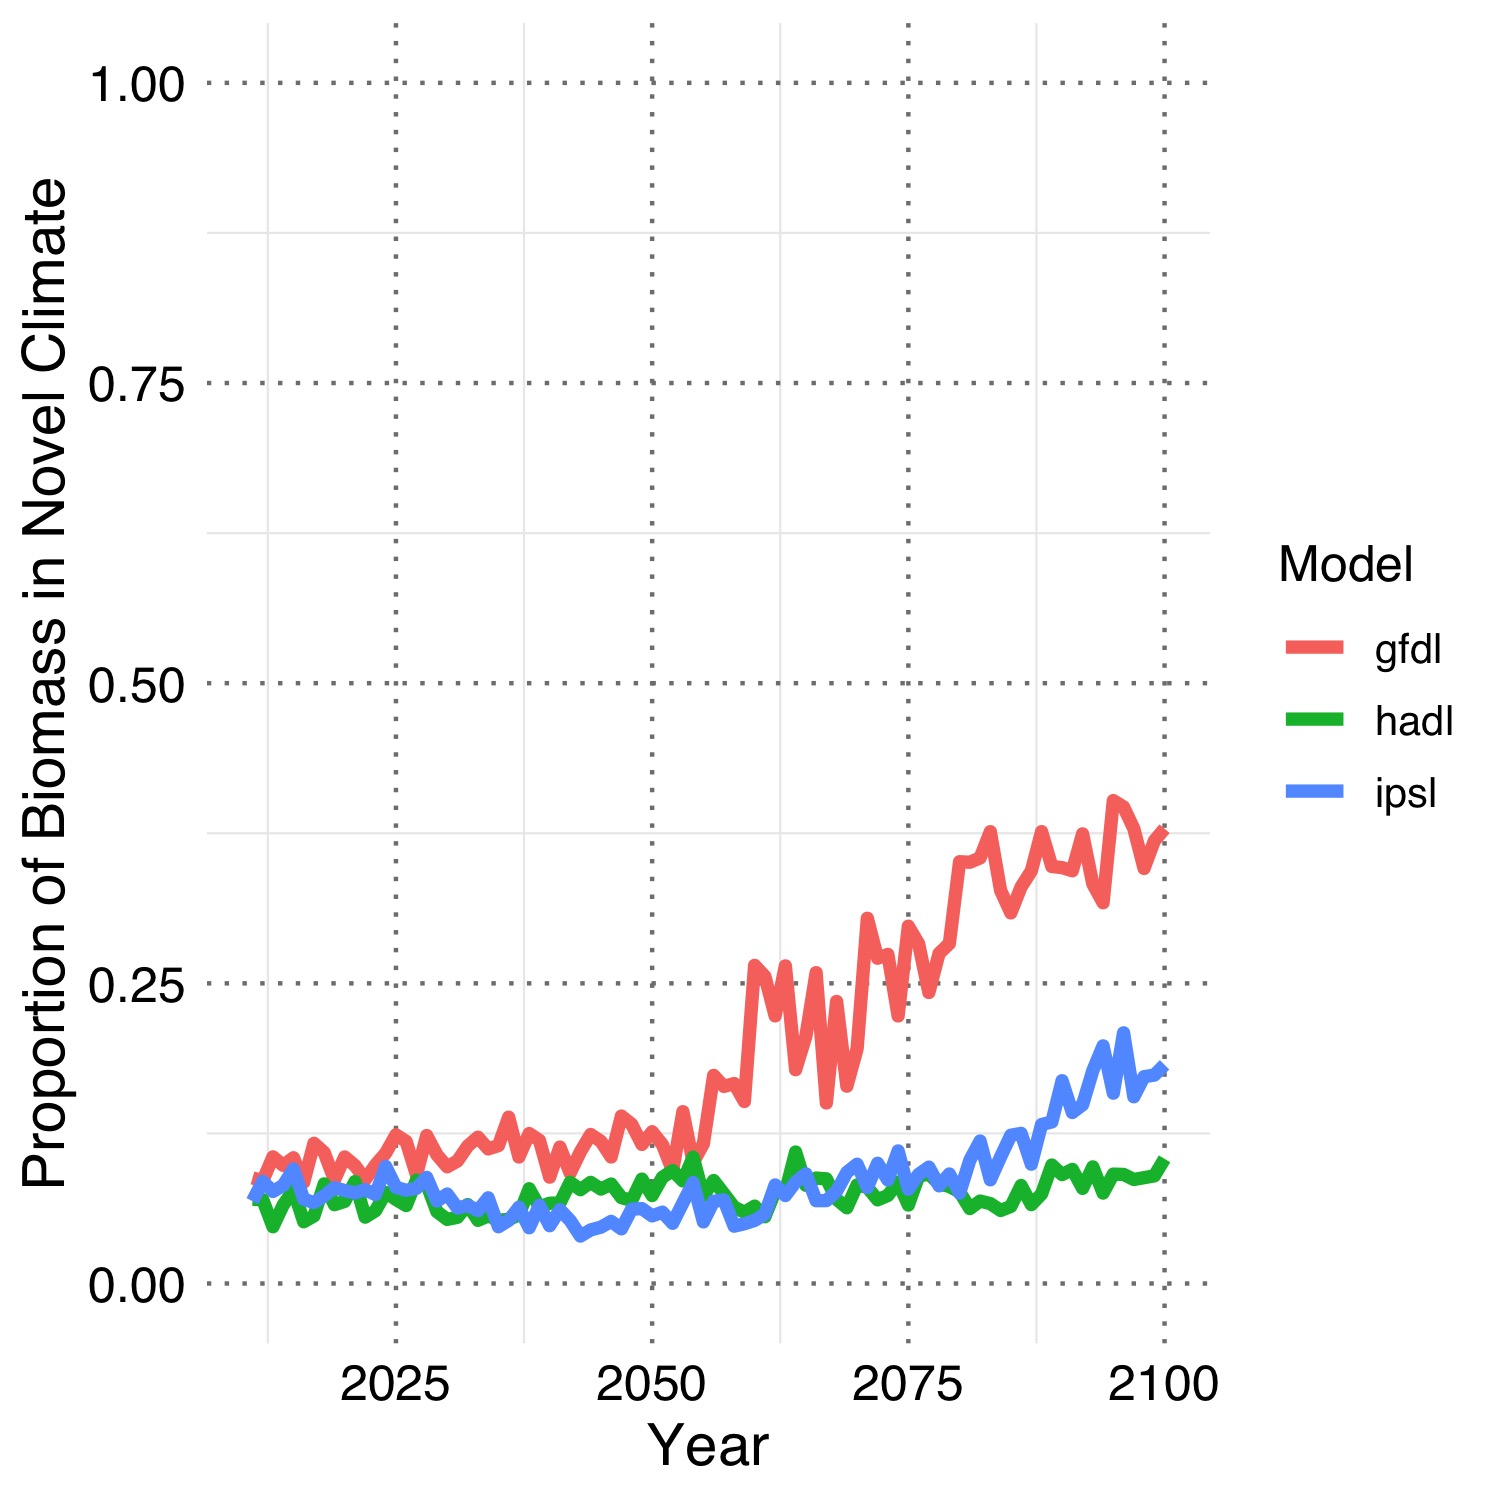 Proportion of Biomass in Novel Climate
1.00
0.75
0.50
0.25
0.00
2025 2050 2075 2100
Year
Model
gfdl
hadl
ipsl